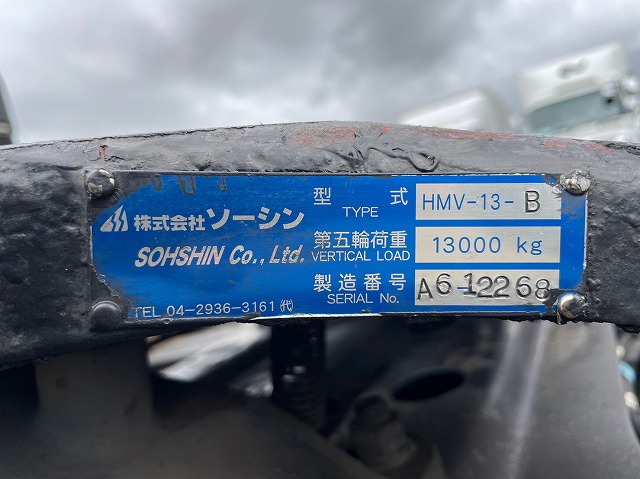 株式会社 ソーシン
SOHSHIN Co., Ltd.
TEL 04-2936-3161 ㈹
型 式 HMV-13-B
TYPE
第五輪荷重 13000 kg
VERTICAL LOAD
製造番号 A6-12268
SERIAL No.